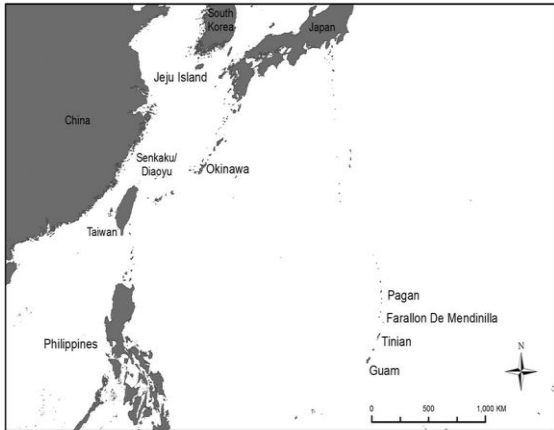 South
Korea
Japan
Jeju Island
China
Senkaku/
Diaoyu
Okinawa
Taiwan
Pagan
Farallon De Mendinilla
Tinian
Philippines
Guam
N
0 500 1,000 KM